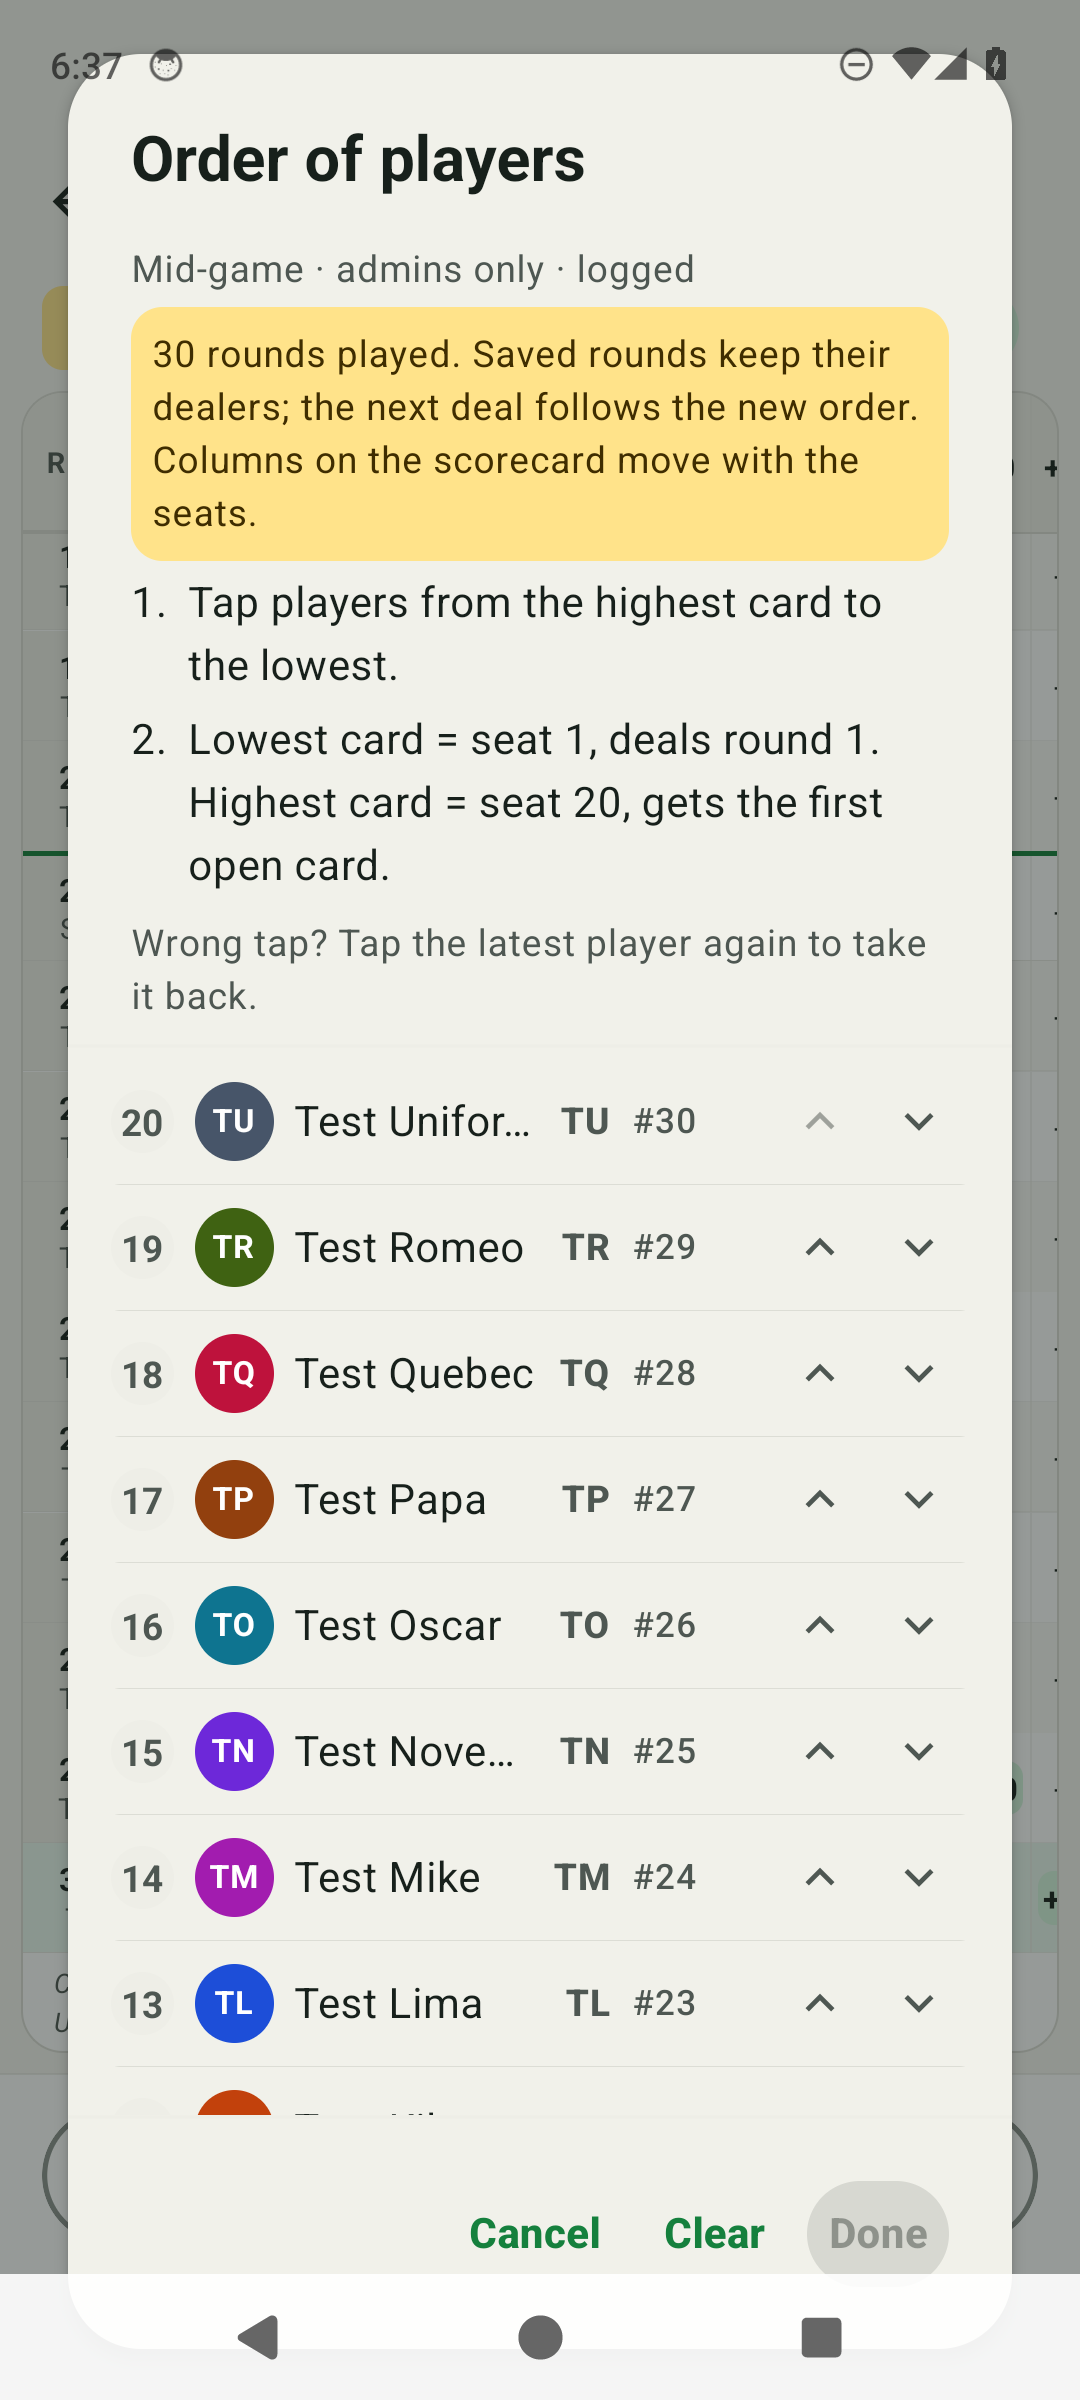 6:37
Order of players
Mid-game · admins only · logged
30 rounds played. Saved rounds keep their
dealers; the next deal follows the new order.
Columns on the scorecard move with the
seats.
1. Tap players from the highest card to
the lowest.
2. Lowest card = seat 1, deals round 1.
Highest card = seat 20, gets the first
open card.
Wrong tap? Tap the latest player again to take
it back.
20 TU Test Unifor… TU #30
19 TR Test Romeo TR #29
18 TQ Test Quebec TQ #28
17 TP Test Papa TP #27
16 TO Test Oscar TO #26
15 TN Test Nove… TN #25
14 TM Test Mike TM #24
13 TL Test Lima TL #23
Cancel Clear Done